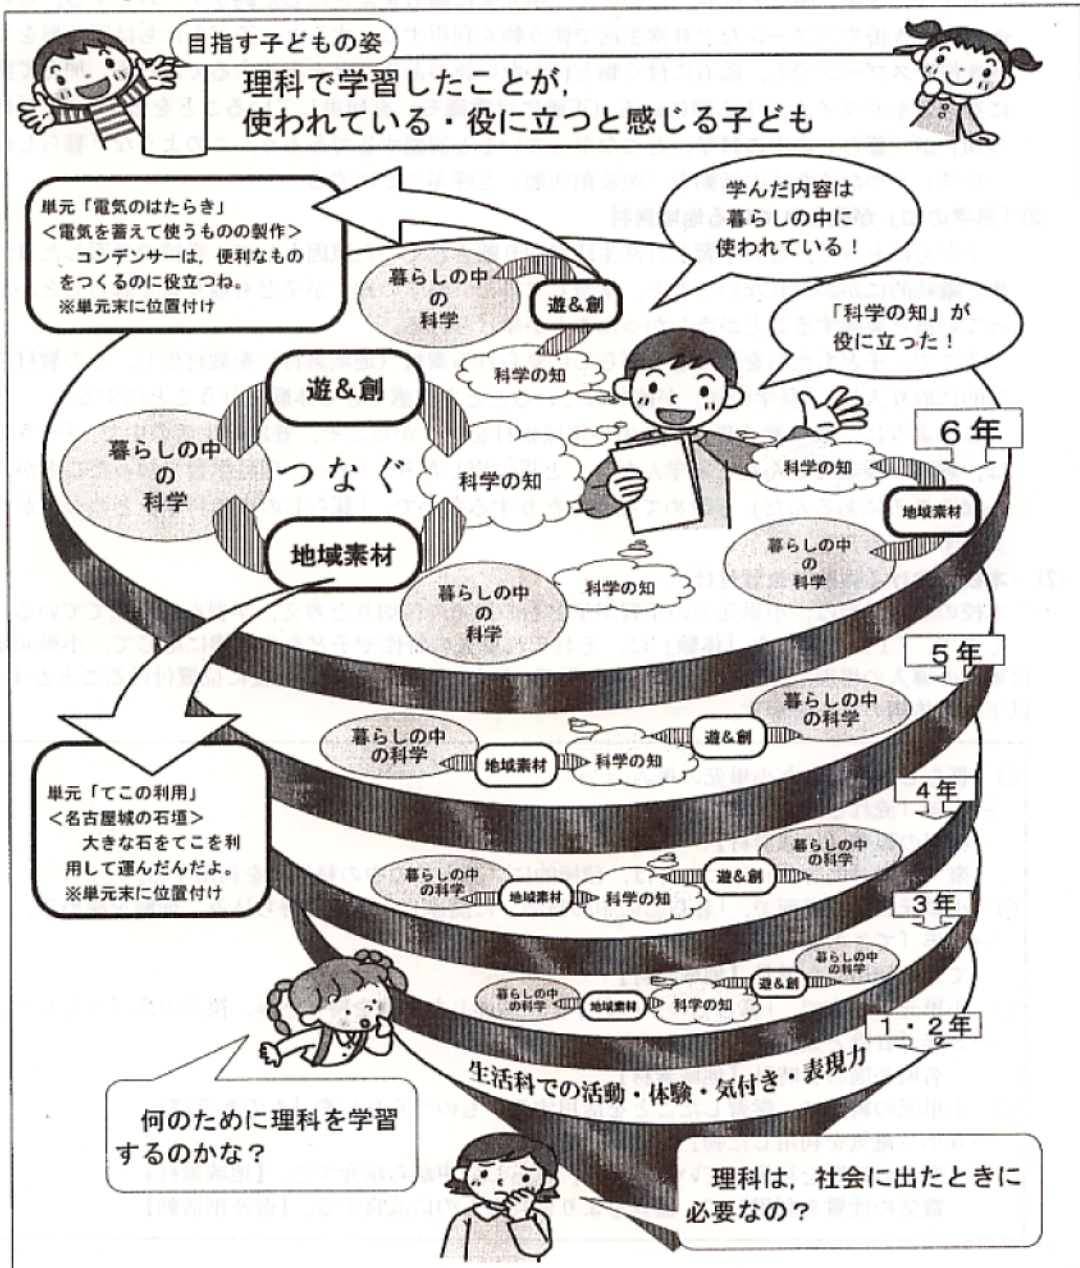 目指す子どもの姿
理科で学習したことが，
使われている・役に立つと感じる子ども
単元「電気のはたらき」
＜電気を蓄えて使うものの製作＞
コンデンサーは，便利なもの
をつくるのに役立つわね。
※単元末に位置付け
学んだ内容は
暮らしの中に
使われている！
「科学の知」が
役に立った！
暮らしの中
の
科学
遊&創
科学の知
遊&創
暮らしの中
の
科学
つなぐ
科学の知
地域素材
6年
科学の知
地域素材
暮らしの中
の
科学
暮らしの中
の
科学
科学の知
5年
暮らしの中
の科学
地域素材
科学の知
遊&創
暮らしの中
の科学
単元「てこの利用」
＜名古屋城の石垣＞
大きな石をてこを利
用して運んだんだよ。
※単元末に位置付け
4年
暮らしの中
の科学
地域素材
科学の知
遊&創
暮らしの中
の科学
3年
暮らしの中
の科学
地域素材
科学の知
遊&創
暮らしの中
の科学
1・2年
生活科での活動・体験・気付き・表現力
何のために理科を学習
するのかな？
理科は，社会に出たときに
必要なの？